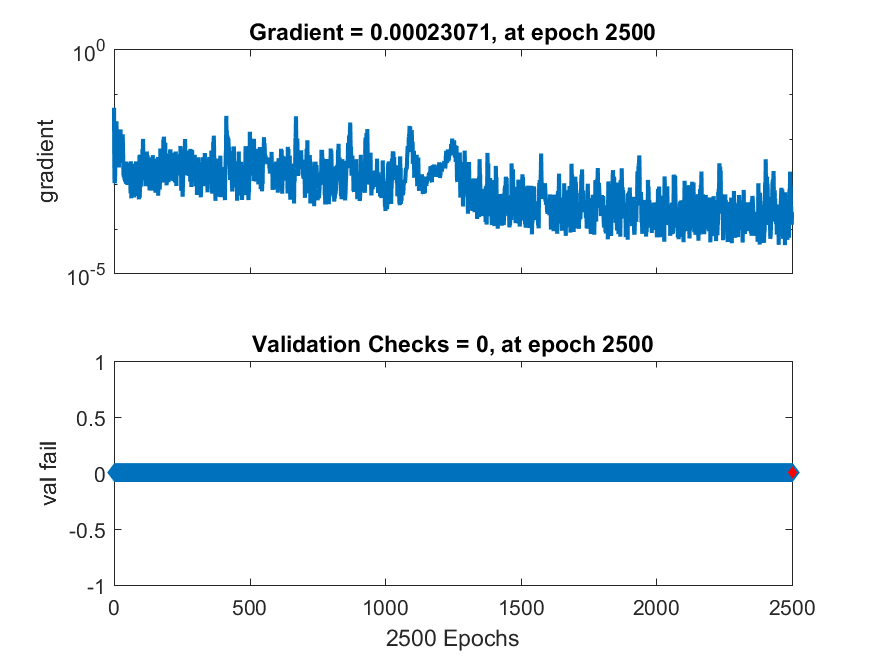 Gradient = 0.00023071, at epoch 2500
10^0
gradient
10^-5
Validation Checks = 0, at epoch 2500
1
0.5
val fail
0
-0.5
-1
0 500 1000 1500 2000 2500
2500 Epochs